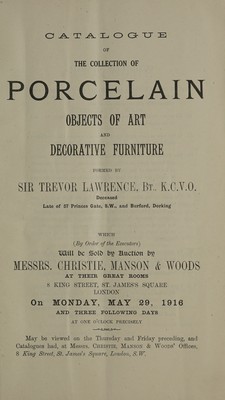 CATALOGUE
OF
THE COLLECTION OF
PORCELAIN
OBJECTS OF ART
AND
DECORATIVE FURNITURE
FORMED BY
SIR TREVOR LAWRENCE, BT. K.C.V.O.
Deceased
Late of 57 Princes Gate, S.W., and Burford, Dorking
WHICH
(By Order of the Executors)
Will be Sold by Auction by
MESSRS. CHRISTIE, MANSON & WOODS
AT THEIR GREAT ROOMS
8 KING STREET, ST. JAMES'S SQUARE
LONDON
On MONDAY, MAY 29, 1916
AND THREE FOLLOWING DAYS
AT ONE O'CLOCK PRECISELY
May be viewed on the Thursday and Friday preceding, and
Catalogues had, at Messrs. CHRISTIE, MANSON & WOODS' Offices,
8 King Street, St. James's Square, London, S.W.